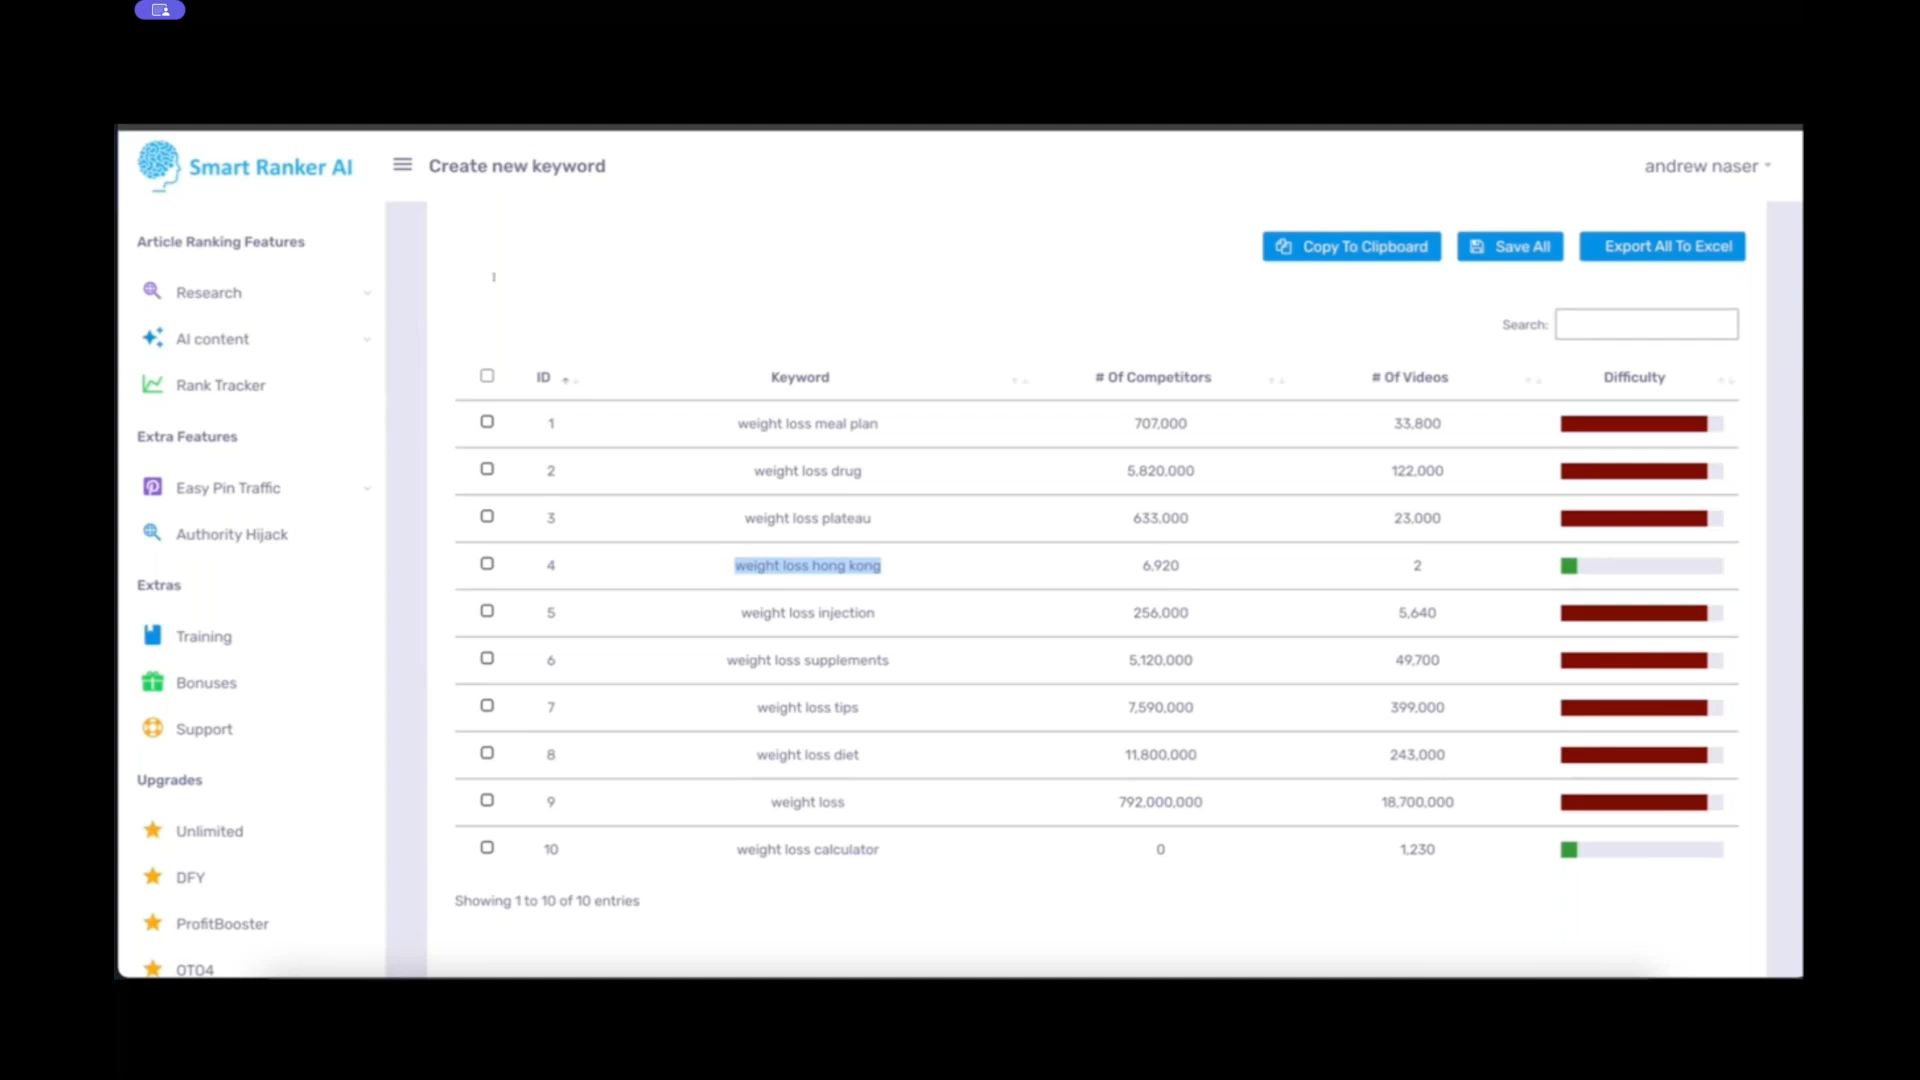 Smart Ranker AI
Create new keyword
andrew naser
Article Ranking Features
Research
AI content
Rank Tracker
Extra Features
Easy Pin Traffic
Authority Hijack
Extras
Training
Bonuses
Support
Upgrades
Unlimited
DFY
ProfitBooster
OTO4
Copy To Clipboard Save All Export All To Excel
Search:
ID Keyword # Of Competitors # Of Videos Difficulty
1 weight loss meal plan 707,000 33,800
2 weight loss drug 5,820,000 122,000
3 weight loss plateau 633,000 23,000
4 weight loss hong kong 6,920 2
5 weight loss injection 256,000 5,640
6 weight loss supplements 5,120,000 49,700
7 weight loss tips 7,590,000 399,000
8 weight loss diet 11,800,000 243,000
9 weight loss 792,000,000 18,700,000
10 weight loss calculator 0 1,230
Showing 1 to 10 of 10 entries